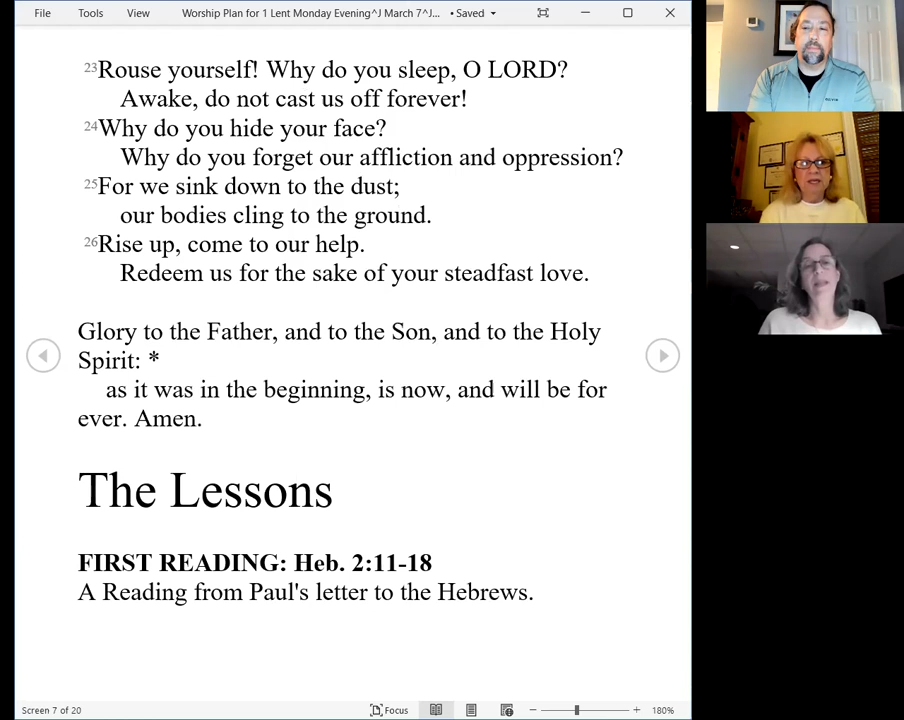 File Tools View Worship Plan for 1 Lent Monday Evening^J March 7^J... • Saved
23Rouse yourself! Why do you sleep, O LORD?
Awake, do not cast us off forever!
24Why do you hide your face?
Why do you forget our affliction and oppression?
25For we sink down to the dust;
our bodies cling to the ground.
26Rise up, come to our help.
Redeem us for the sake of your steadfast love.
Glory to the Father, and to the Son, and to the Holy
Spirit: *
as it was in the beginning, is now, and will be for
ever. Amen.
The Lessons
FIRST READING: Heb. 2:11-18
A Reading from Paul's letter to the Hebrews.
Screen 7 of 20 Focus 180%